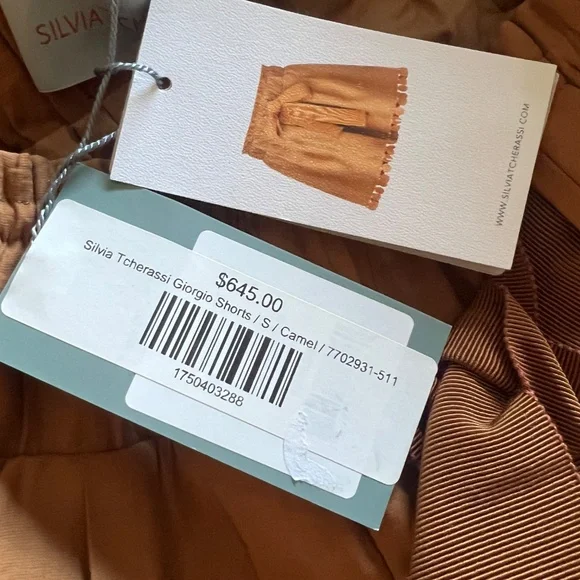 SILVIA
WWW.SILVIATCHERASSI.COM
$645.00
Silvia Tcherassi Giorgio Shorts / S / Camel / 7702931-511
1750403288